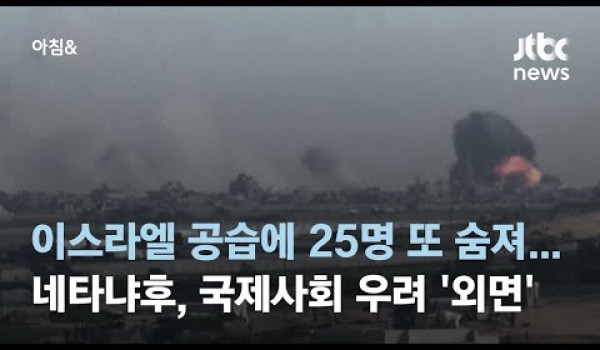 아침&
jtbc
news
이스라엘 공습에 25명 또 숨져...
네타냐후, 국제사회 우려 '외면'